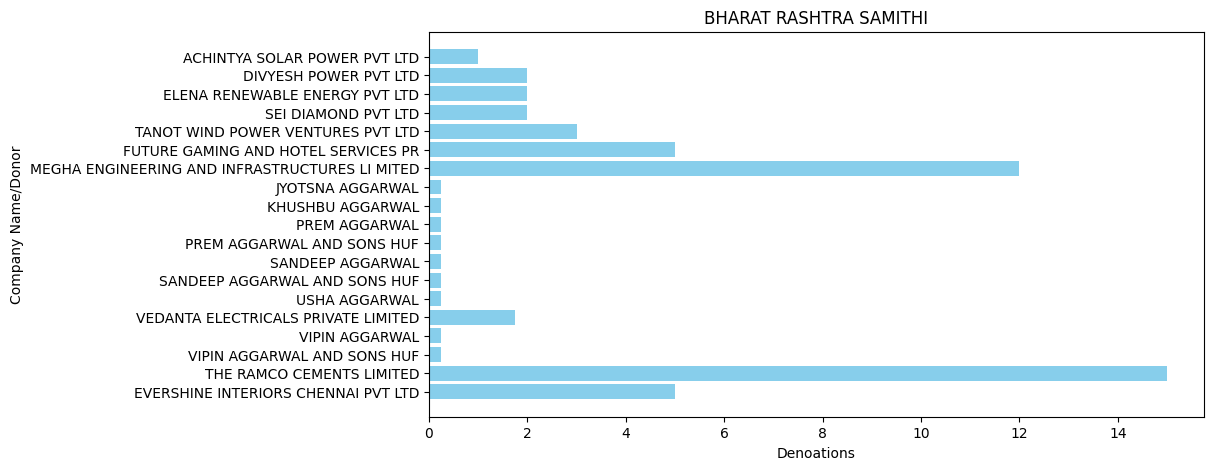 BHARAT RASHTRA SAMITHI
Company Name/Donor
ACHINTYA SOLAR POWER PVT LTD
DIVYESH POWER PVT LTD
ELENA RENEWABLE ENERGY PVT LTD
SEI DIAMOND PVT LTD
TANOT WIND POWER VENTURES PVT LTD
FUTURE GAMING AND HOTEL SERVICES PR
MEGHA ENGINEERING AND INFRASTRUCTURES LI MITED
JYOTSNA AGGARWAL
KHUSHBU AGGARWAL
PREM AGGARWAL
PREM AGGARWAL AND SONS HUF
SANDEEP AGGARWAL
SANDEEP AGGARWAL AND SONS HUF
USHA AGGARWAL
VEDANTA ELECTRICALS PRIVATE LIMITED
VIPIN AGGARWAL
VIPIN AGGARWAL AND SONS HUF
THE RAMCO CEMENTS LIMITED
EVERSHINE INTERIORS CHENNAI PVT LTD
0 2 4 6 8 10 12 14
Denoations